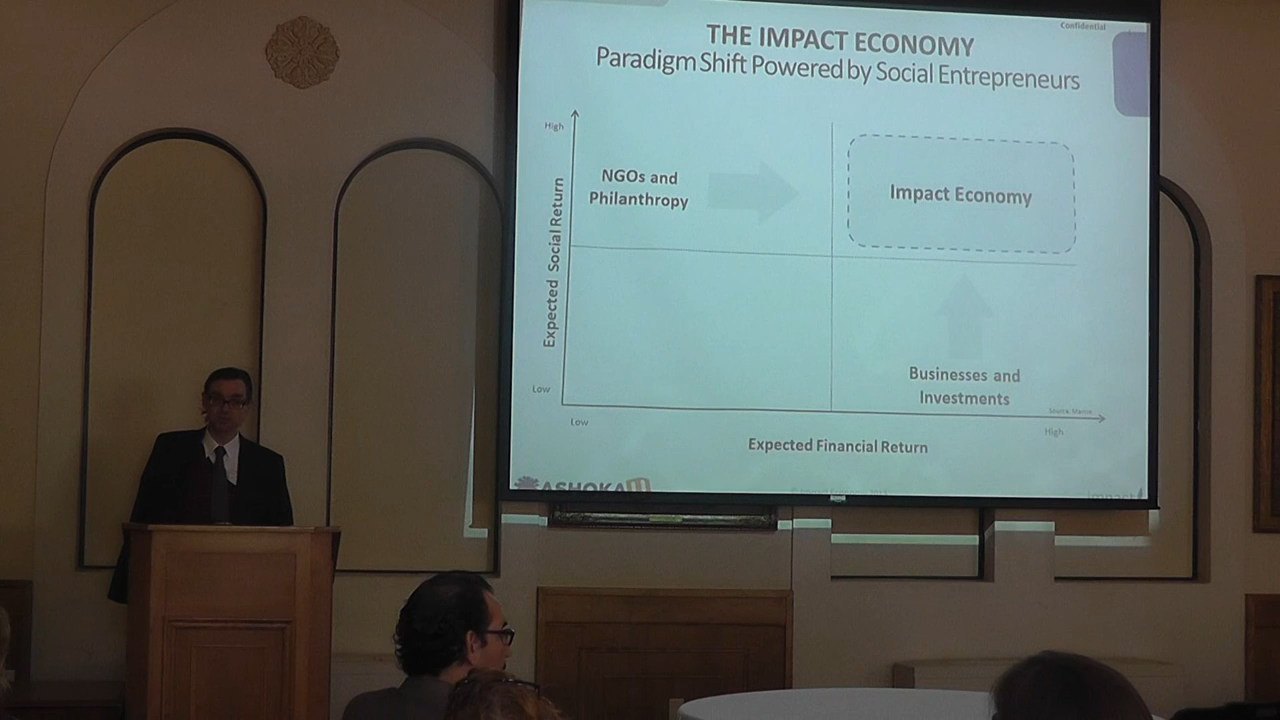 Confidential
THE IMPACT ECONOMY
Paradigm Shift Powered by Social Entrepreneurs
High
NGOs and
Philanthropy
Impact Economy
Expected Social Return
Businesses and
Investments
Low
Low
High
Expected Financial Return
ASHOKA
impact